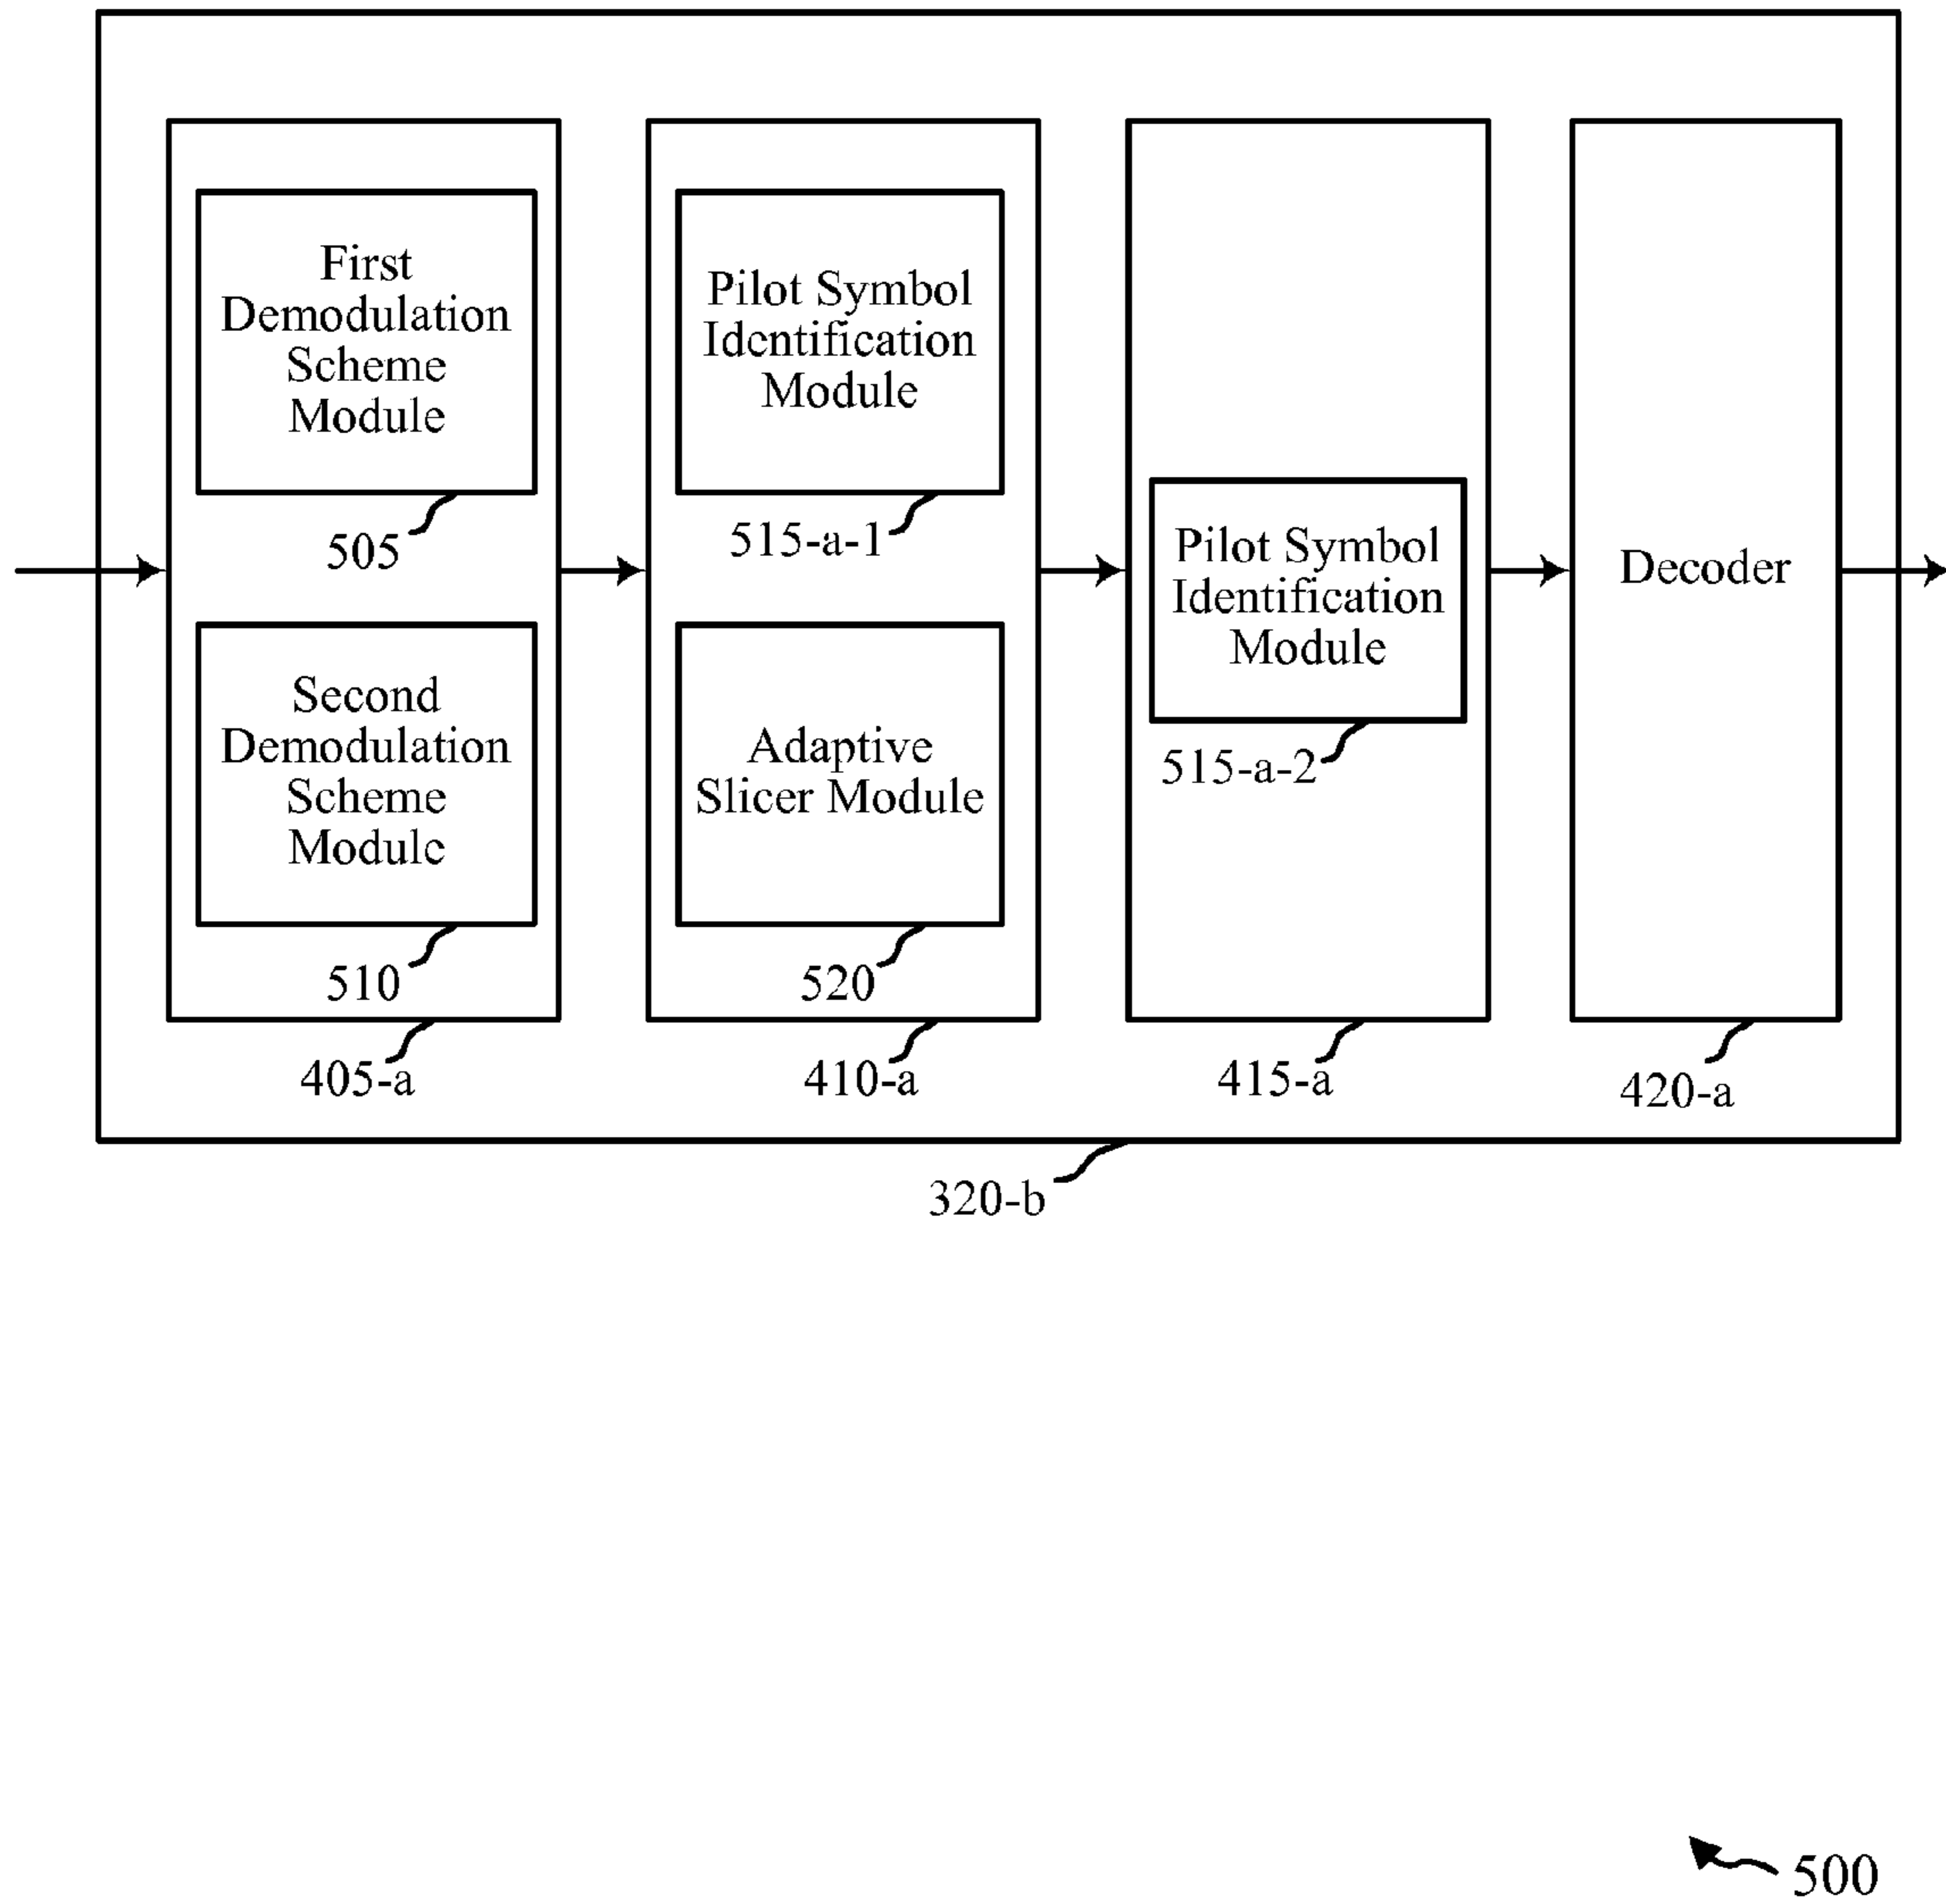 First
Demodulation
Scheme
Module
505
Second
Demodulation
Scheme
Module
510
405-a
Pilot Symbol
Identification
Module
515-a-1
Adaptive
Slicer Module
520
410-a
Pilot Symbol
Identification
Module
515-a-2
415-a
Decoder
420-a
320-b
500